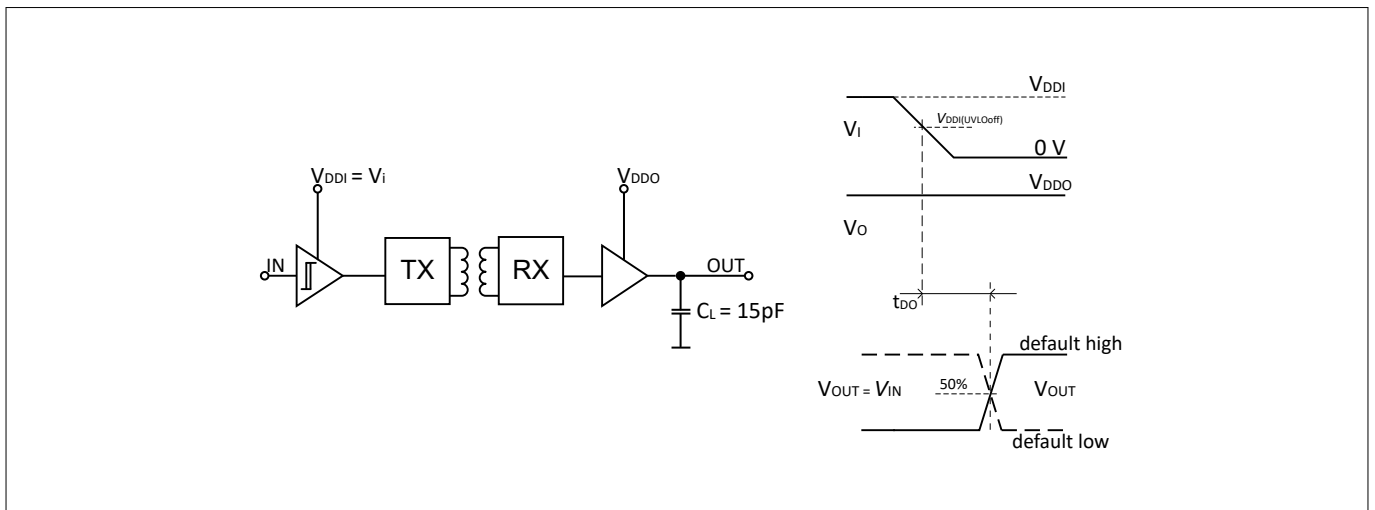 VDDI = Vi
VDDO
IN
TX
RX
OUT
CL = 15pF
VDDI
VDDI(UVLOoff)
VI
0 V
VDDO
VO
tDO
default high
VOUT = VIN
50%
VOUT
default low